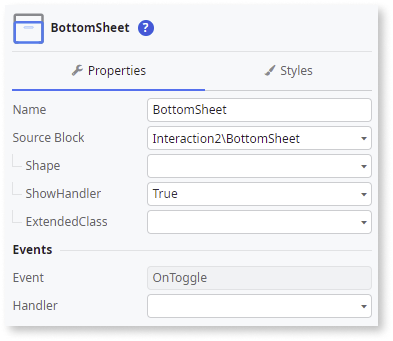 BottomSheet ?
Properties Styles
Name BottomSheet
Source Block Interaction2\BottomSheet
Shape
ShowHandler True
ExtendedClass
Events
Event OnToggle
Handler